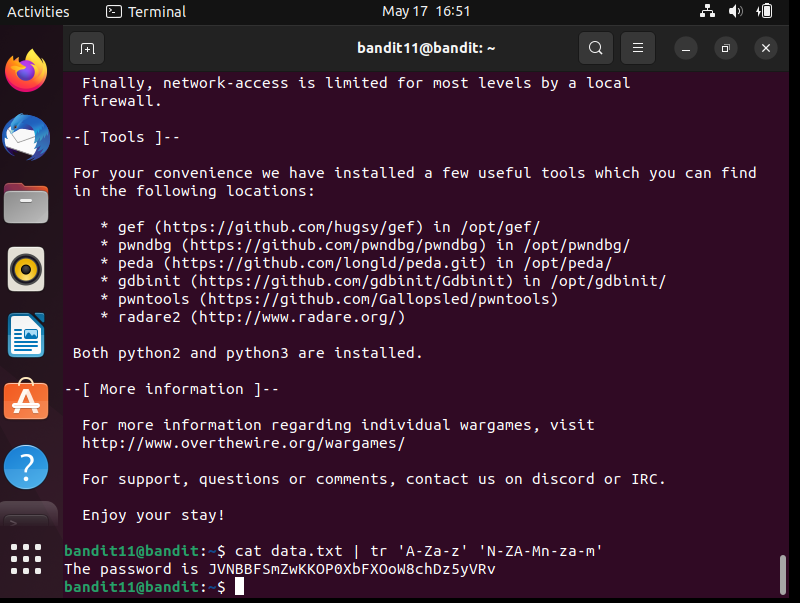 Activities Terminal May 17 16:51
bandit11@bandit: ~
Finally, network-access is limited for most levels by a local
firewall.
--[ Tools ]--
For your convenience we have installed a few useful tools which you can find
in the following locations:
* gef (https://github.com/hugsy/gef) in /opt/gef/
* pwndbg (https://github.com/pwndbg/pwndbg) in /opt/pwndbg/
* peda (https://github.com/longld/peda.git) in /opt/peda/
* gdbinit (https://github.com/gdbinit/Gdbinit) in /opt/gdbinit/
* pwntools (https://github.com/Gallopsled/pwntools)
* radare2 (http://www.radare.org/)
Both python2 and python3 are installed.
--[ More information ]--
For more information regarding individual wargames, visit
http://www.overthewire.org/wargames/
For support, questions or comments, contact us on discord or IRC.
Enjoy your stay!
bandit11@bandit:~$ cat data.txt | tr 'A-Za-z' 'N-ZA-Mn-za-m'
The password is JVNBBFSmZwKKOP0XbFXOoW8chDz5yVRv
bandit11@bandit:~$